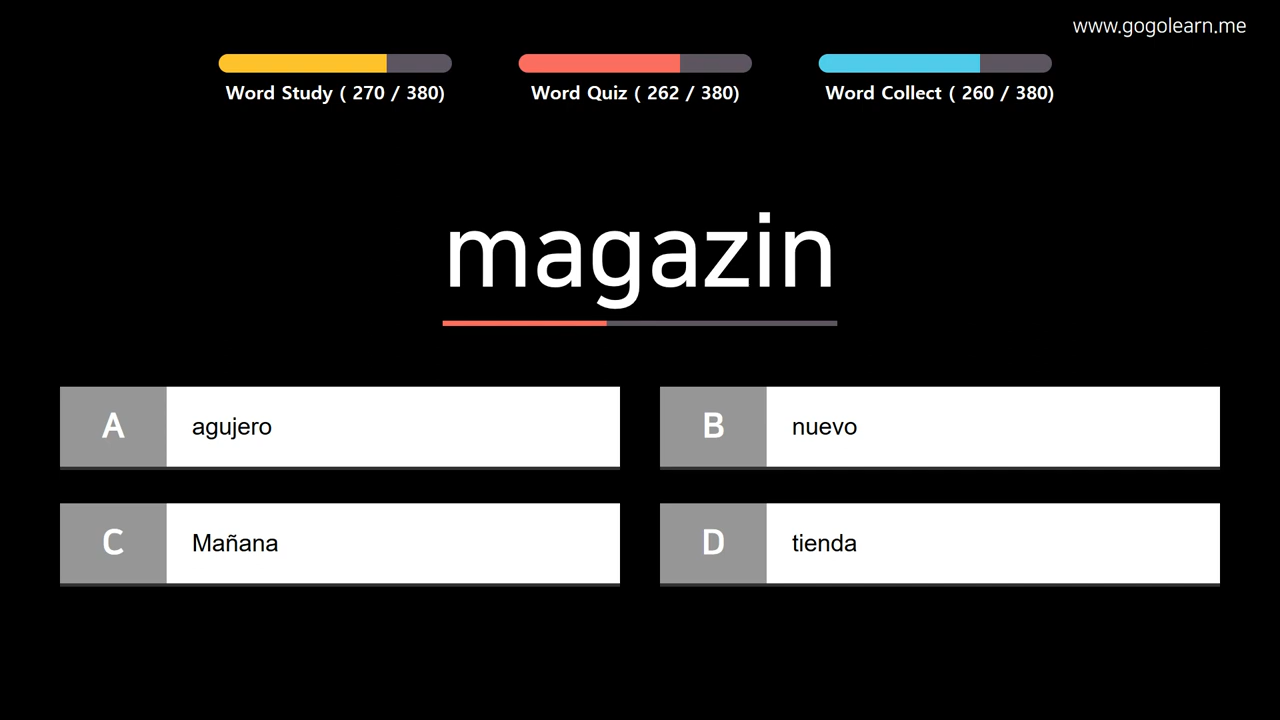 www.gogolearn.me
Word Study ( 270 / 380)
Word Quiz ( 262 / 380)
Word Collect ( 260 / 380)
magazin
A agujero
B nuevo
C Mañana
D tienda